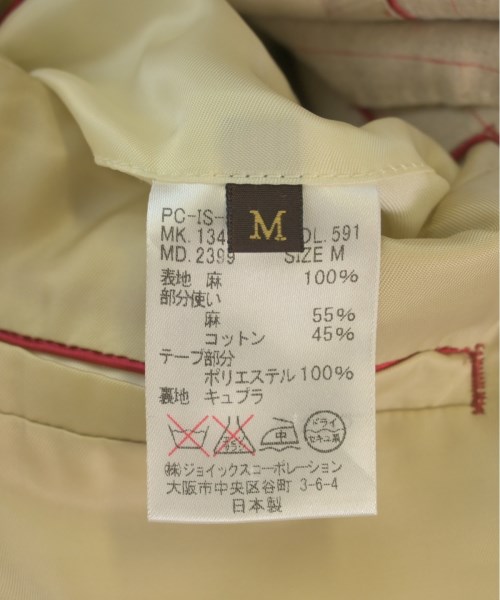 M
PC-IS-
MK. 134 OL. 591
MD. 2399 SIZE M
表地 麻 100%
部分使い
麻 55%
コットン 45%
テープ部分
ポリエステル 100%
裏地 キュプラ
中 ドライ
セキユ系
㈱ジョイックスコーポレーション
大阪市中央区谷町 3-6-4
日本製